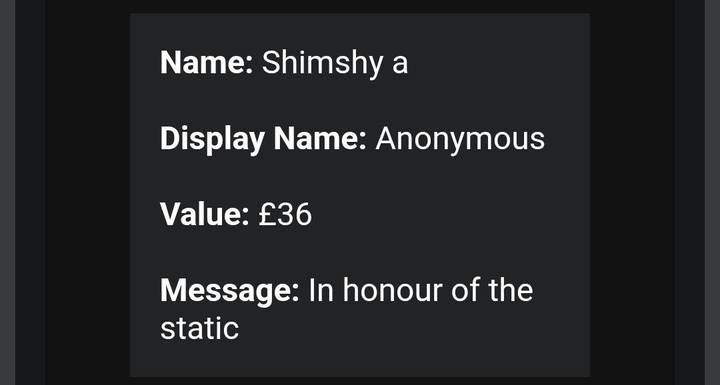 Name: Shimshy a
Display Name: Anonymous
Value: £36
Message: In honour of the
static